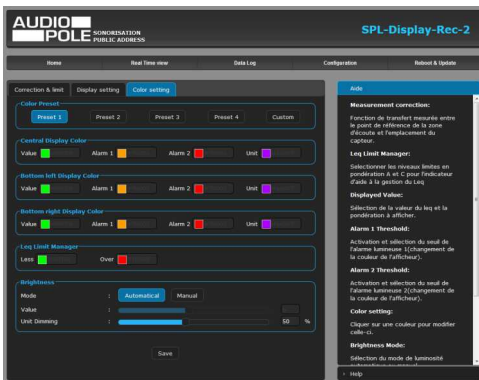 AUDIO
POLE SONORISATION
PUBLIC ADDRESS
SPL-Display-Rec-2
Home Real Time view Data Log Configuration Reboot & Update
Correction & limit Display setting Color setting
Color Preset
Preset 1 Preset 2 Preset 3 Preset 4 Custom
Central Display Color
Value Alarm 1 Alarm 2 Unit
Bottom left Display Color
Value Alarm 1 Alarm 2 Unit
Bottom right Display Color
Value Alarm 1 Alarm 2 Unit
Leq Limit Manager
Less Over
Brightness
Mode : Automatical Manual
Value :
Unit Dimming : 50 %
Save
Aide
Measurement correction:
Fonction de transfert mesurée entre
le point de référence de la zone
d'écoute et l'emplacement du
capteur.
Leq Limit Manager:
Selectionner les niveaux limites en
pondération A et C pour l'indicateur
d'aide à la gestion du Leq
Displayed Value:
Sélection de la valeur du leq et la
pondération à afficher.
Alarm 1 Threshold:
Activation et sélection du seuil de
l'alarme lumineuse 1(changement de
la couleur de l'afficheur).
Alarm 2 Threshold:
Activation et sélection du seuil de
l'alarme lumineuse 2(changement de
la couleur de l'afficheur).
Color setting:
Cliquer sur une couleur pour modifier
celle-ci.
Brightness Mode:
Sélection du mode de luminosité
Help